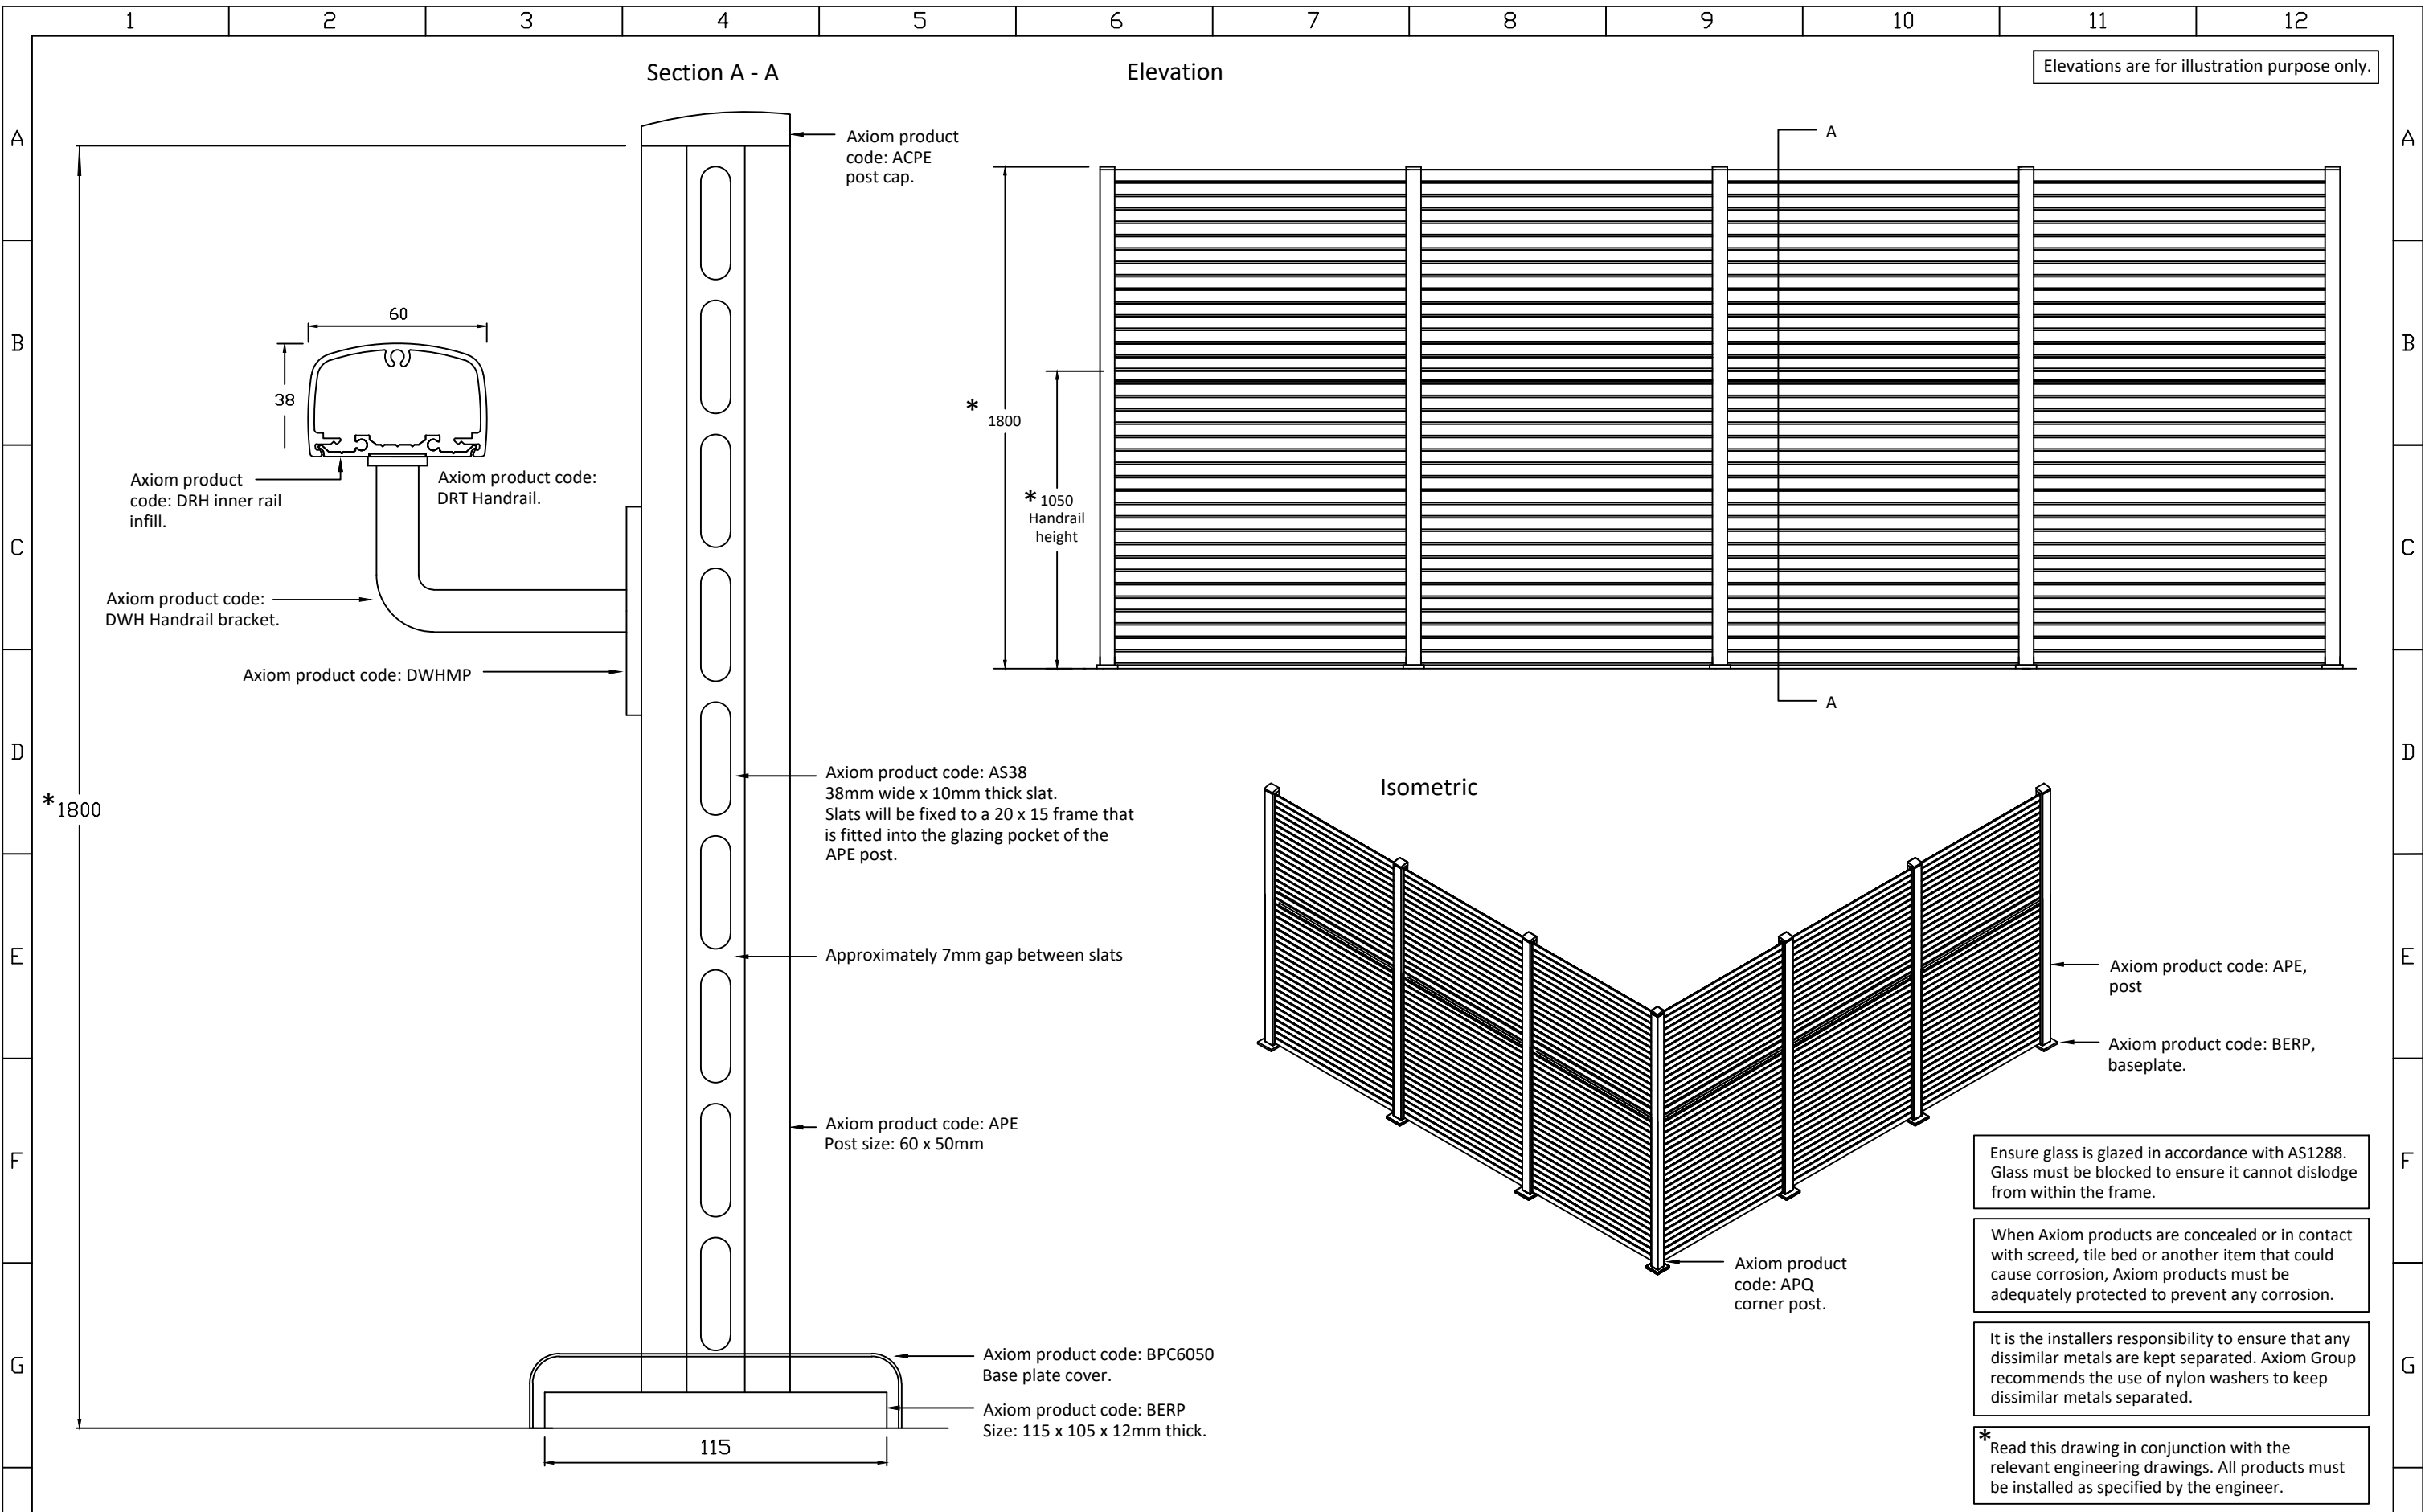 1 2 3 4 5 6 7 8 9 10 11 12
Section A - A
Elevation
Elevations are for illustration purpose only.
A
A
B
B
C
C
D
D
E
E
F
F
G
G
Axiom product
code: ACPE
post cap.
60
38
Axiom product
code: DRH inner rail
infill.
Axiom product code:
DRT Handrail.
Axiom product code:
DWH Handrail bracket.
Axiom product code: DWHMP
*1800
Axiom product code: AS38
38mm wide x 10mm thick slat.
Slats will be fixed to a 20 x 15 frame that
is fitted into the glazing pocket of the
APE post.
Approximately 7mm gap between slats
Axiom product code: APE
Post size: 60 x 50mm
Axiom product code: BPC6050
Base plate cover.
Axiom product code: BERP
Size: 115 x 105 x 12mm thick.
115
A
* 1800
* 1050
Handrail
height
A
Isometric
Axiom product code: APE,
post
Axiom product code: BERP,
baseplate.
Axiom product
code: APQ
corner post.
Ensure glass is glazed in accordance with AS1288.
Glass must be blocked to ensure it cannot dislodge
from within the frame.
When Axiom products are concealed or in contact
with screed, tile bed or another item that could
cause corrosion, Axiom products must be
adequately protected to prevent any corrosion.
It is the installers responsibility to ensure that any
dissimilar metals are kept separated. Axiom Group
recommends the use of nylon washers to keep
dissimilar metals separated.
* Read this drawing in conjunction with the
relevant engineering drawings. All products must
be installed as specified by the engineer.